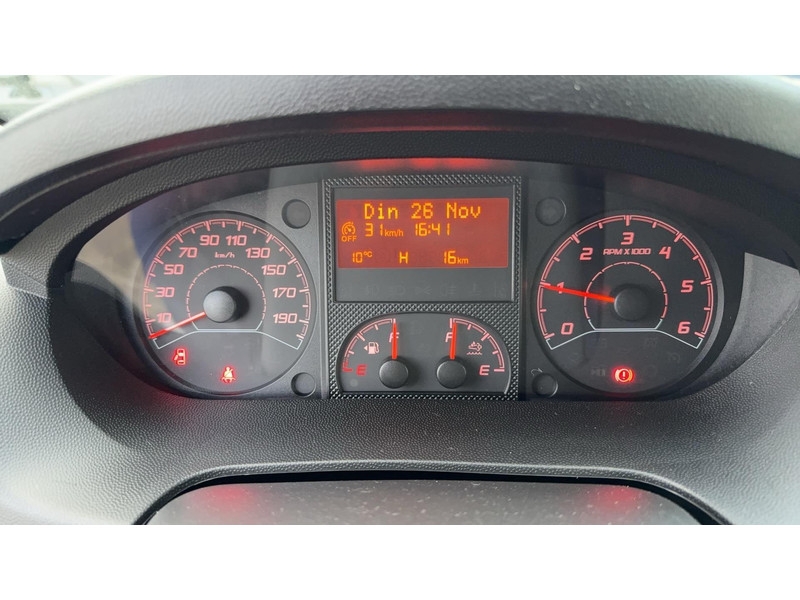 Din 26 Nov
OFF 31 km/h 16:41
10°C H 16 km
10 30 50 70 90 110 130 150 170 190
km/h
0 1 2 3 4 5 6
RPM X 1000
E F
F E